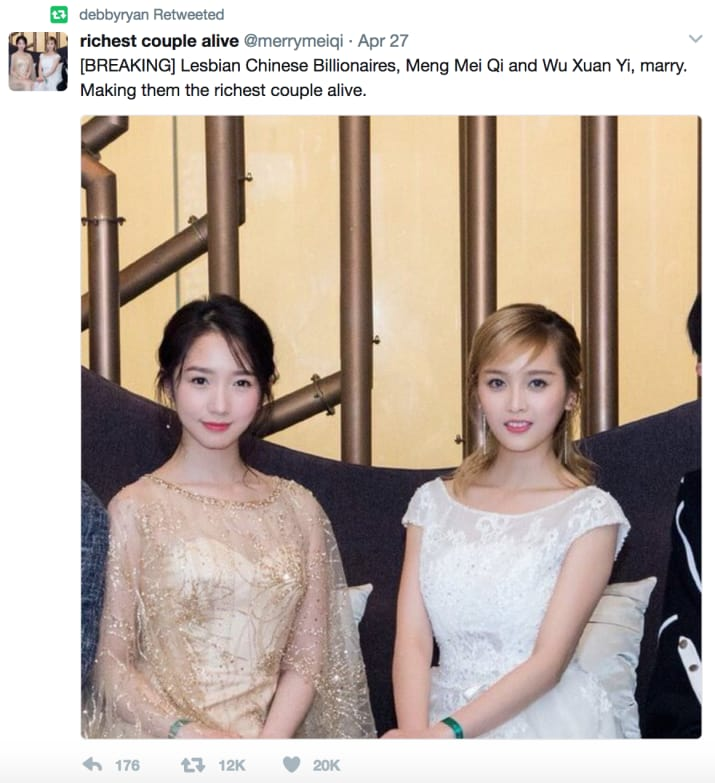 debbyryan Retweeted
richest couple alive @merrymeiqi · Apr 27
[BREAKING] Lesbian Chinese Billionaires, Meng Mei Qi and Wu Xuan Yi, marry.
Making them the richest couple alive.
176 12K 20K